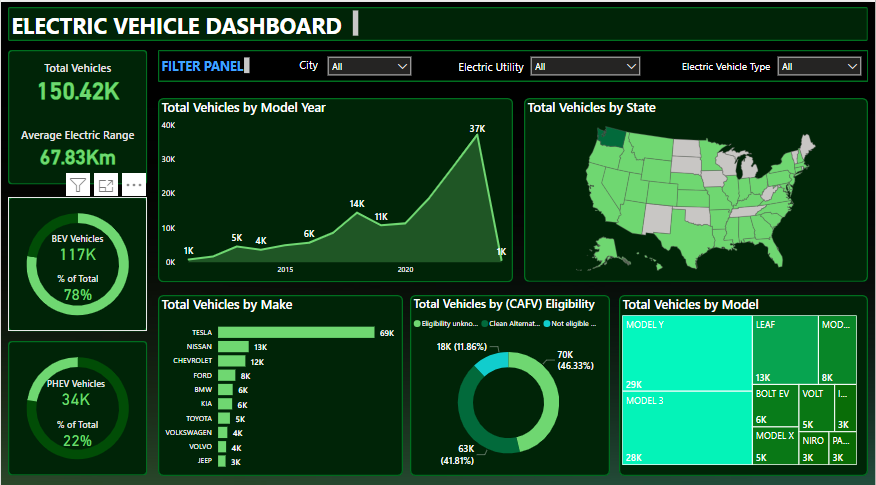 ELECTRIC VEHICLE DASHBOARD
Total Vehicles
150.42K
Average Electric Range
67.83Km
FILTER PANEL
City
All
Electric Utility
All
Electric Vehicle Type
All
BEV Vehicles
117K
% of Total
78%
PHEV Vehicles
34K
% of Total
22%
Total Vehicles by Model Year
40K
30K
20K
10K
0K
1K
5K
4K
6K
14K
11K
37K
1K
2015
2020
Total Vehicles by State
Total Vehicles by Make
TESLA 69K
NISSAN 13K
CHEVROLET 12K
FORD 8K
BMW 6K
KIA 6K
TOYOTA 5K
VOLKSWAGEN 4K
VOLVO 4K
JEEP 3K
Total Vehicles by (CAFV) Eligibility
Eligibility unkno... Clean Alternat... Not eligible ...
18K (11.86%)
70K
(46.33%)
63K
(41.81%)
Total Vehicles by Model
MODEL Y
29K
MODEL 3
28K
LEAF
13K
MOD...
8K
BOLT EV
6K
VOLT
5K
I...
3K
MODEL X
5K
NIRO
3K
PA...
3K